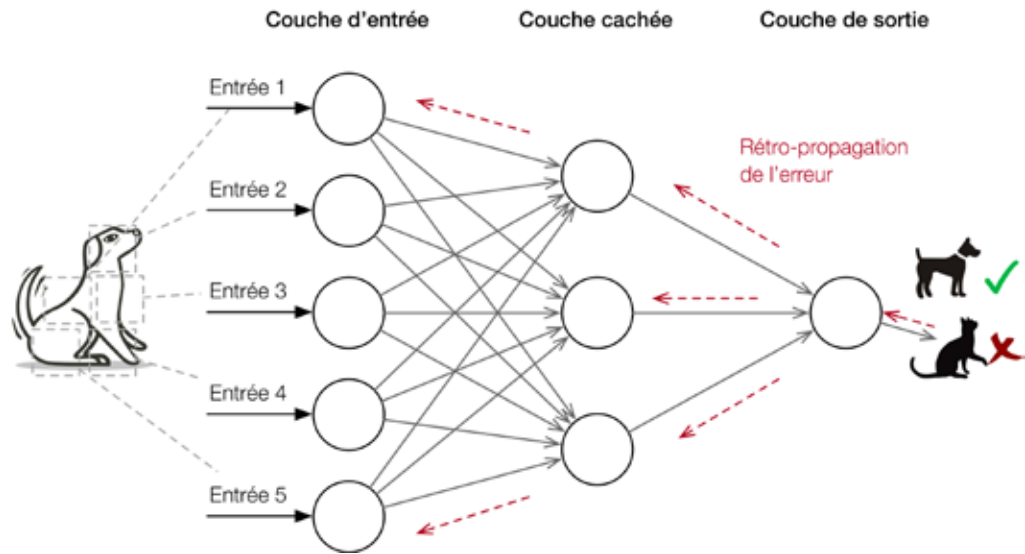 Couche d'entrée
Couche cachée
Couche de sortie
Entrée 1
Entrée 2
Entrée 3
Entrée 4
Entrée 5
Rétro-propagation
de l'erreur